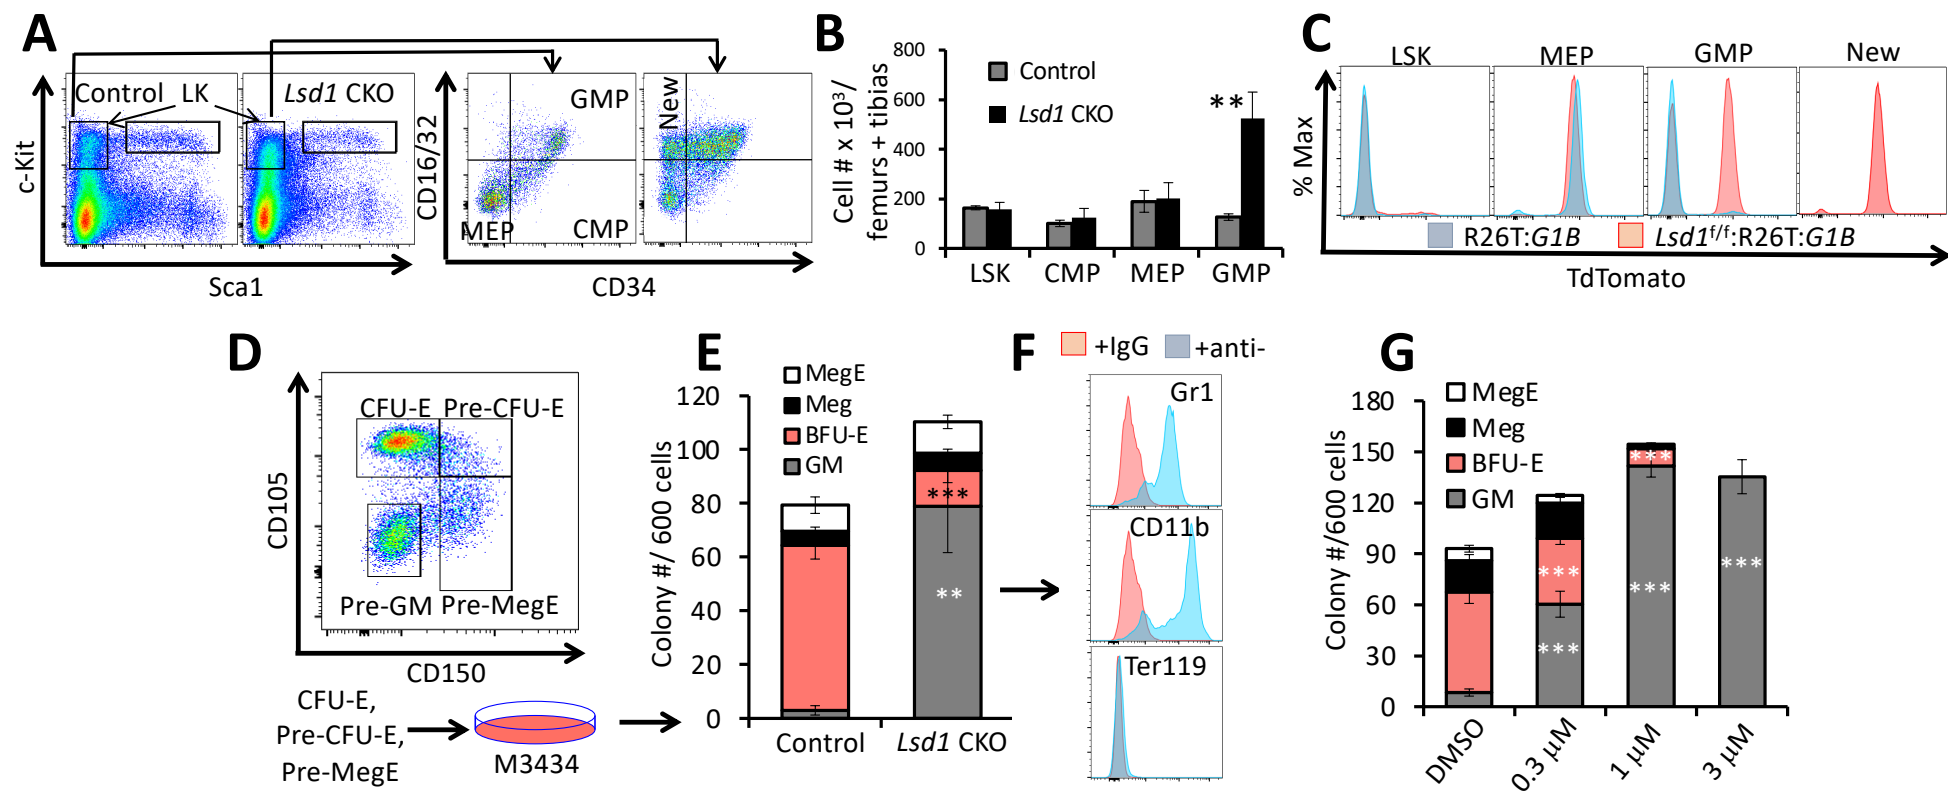 A
Control
LK
Lsd1 CKO
c-Kit
Sca1
GMP
MEP
CMP
New
CD16/32
CD34
B
800
600
400
200
0
Cell # x 10³/
femurs + tibias
Control
Lsd1 CKO
**
LSK
CMP
MEP
GMP
C
LSK
MEP
GMP
New
% Max
R26T:G1B
Lsd1f/f:R26T:G1B
TdTomato
D
CFU-E
Pre-CFU-E
Pre-GM
Pre-MegE
CD105
CD150
CFU-E,
Pre-CFU-E,
Pre-MegE
M3434
E
MegE
Meg
BFU-E
GM
120
100
80
60
40
20
0
Colony #/ 600 cells
***
**
Control
Lsd1 CKO
F
+IgG
+anti-
Gr1
CD11b
Ter119
G
MegE
Meg
BFU-E
GM
180
150
120
90
60
30
0
Colony #/600 cells
***
***
***
***
***
DMSO
0.3 µM
1 µM
3 µM